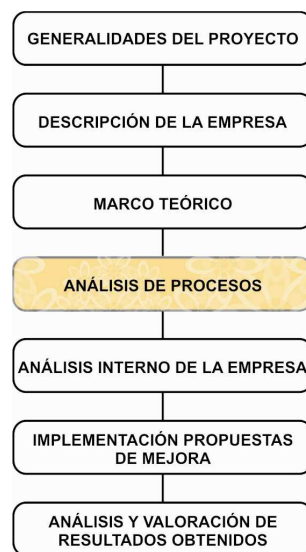 GENERALIDADES DEL PROYECTO
DESCRIPCIÓN DE LA EMPRESA
MARCO TEÓRICO
ANÁLISIS DE PROCESOS
ANÁLISIS INTERNO DE LA EMPRESA
IMPLEMENTACIÓN PROPUESTAS
DE MEJORA
ANÁLISIS Y VALORACIÓN DE
RESULTADOS OBTENIDOS